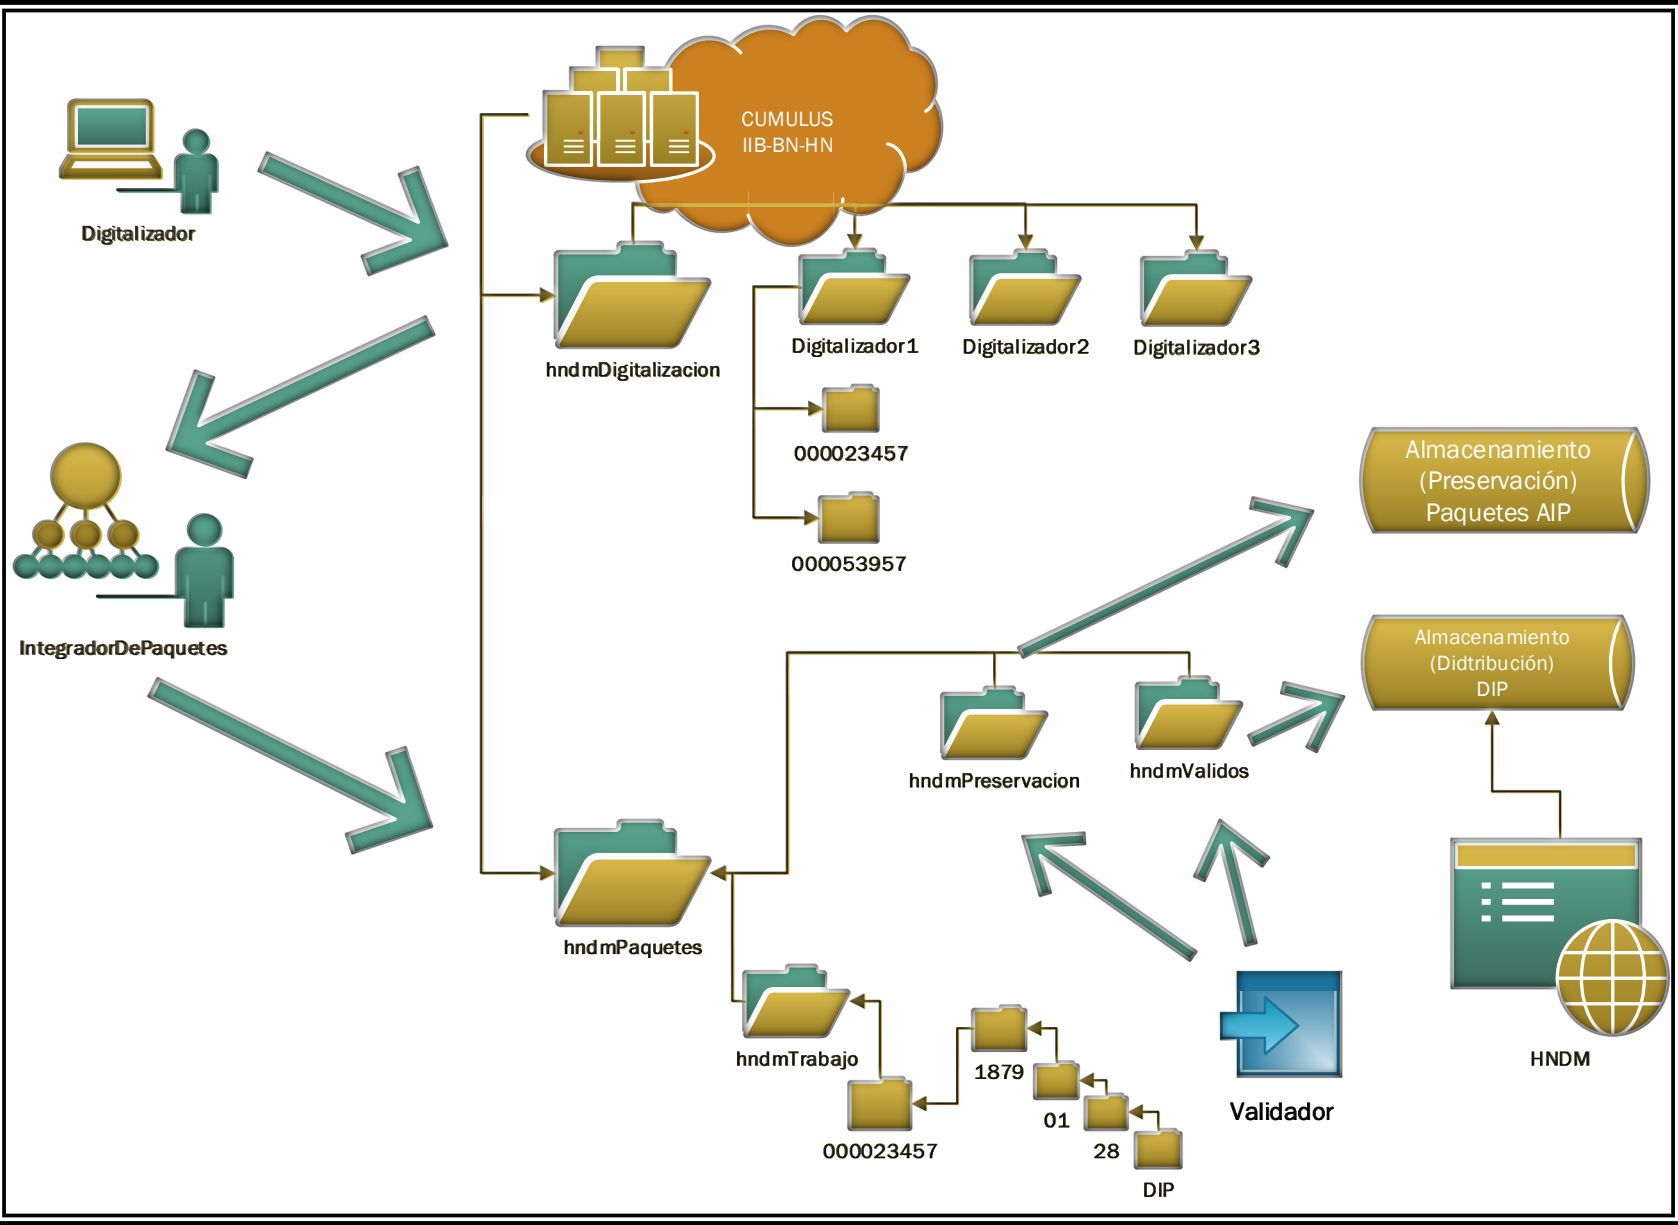 CUMULUS
IIB-BN-HN
Digitalizador
hndmDigitalizacion
Digitalizador1
Digitalizador2
Digitalizador3
000023457
000053957
Almacenamiento
(Preservación)
Paquetes AIP
IntegradorDePaquetes
Almacenamiento
(Didtribución)
DIP
hndmPreservacion
hndmValidos
hndmPaquetes
hndmTrabajo
1879
01
28
DIP
000023457
Validador
HNDM